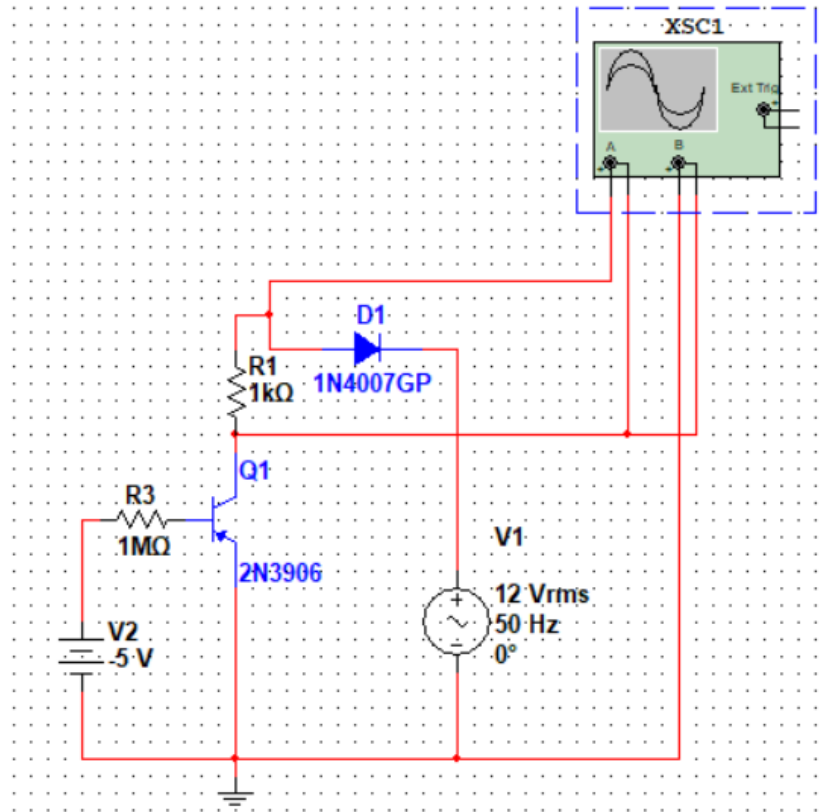 XSC1
Ext Trig
+
A
B
+
+
D1
1N4007GP
R1
1kΩ
Q1
R3
1MΩ
2N3906
V1
12 Vrms
50 Hz
0°
V2
-5 V